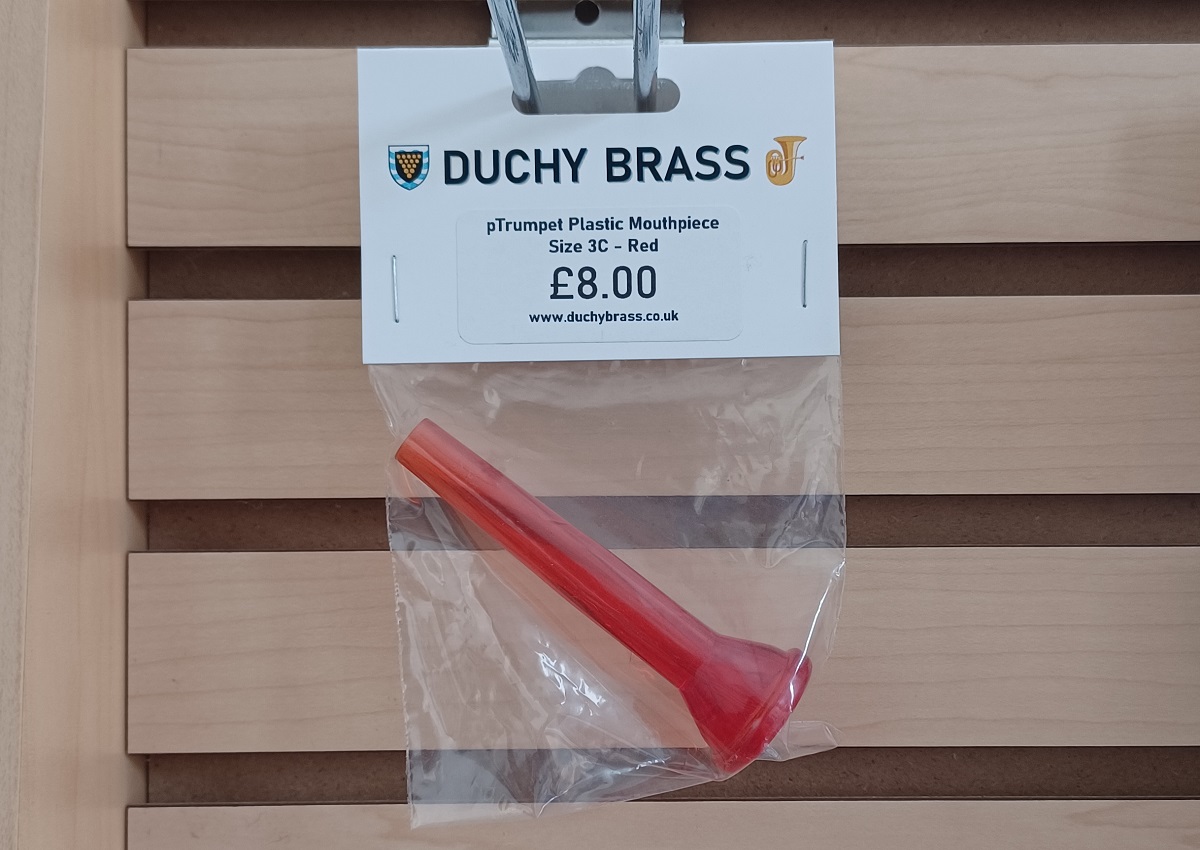 DUCHY BRASS
pTrumpet Plastic Mouthpiece
Size 3C - Red
£8.00
www.duchybrass.co.uk